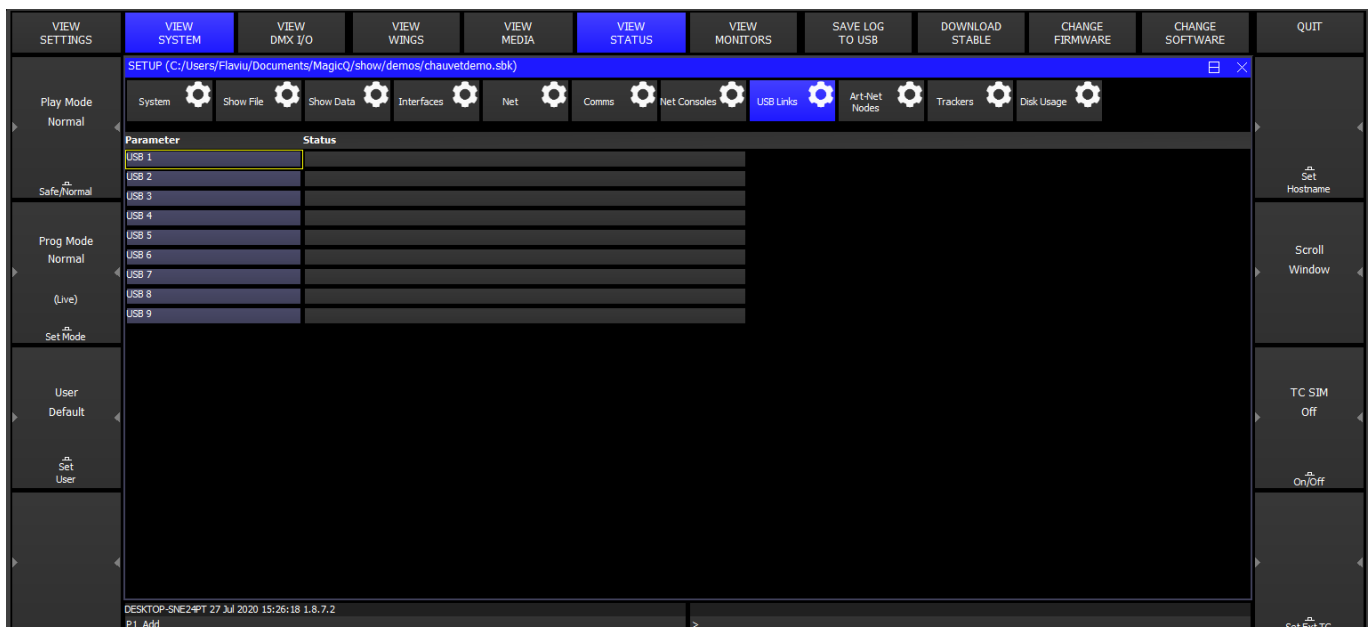 VIEW SETTINGS
VIEW SYSTEM
VIEW DMX I/O
VIEW WINGS
VIEW MEDIA
VIEW STATUS
VIEW MONITORS
SAVE LOG TO USB
DOWNLOAD STABLE
CHANGE FIRMWARE
CHANGE SOFTWARE
QUIT
SETUP (C:/Users/Flaviu/Documents/MagicQ/show/demos/chauvetdemo.sbk)
Play Mode
Normal
Safe/Normal
Prog Mode
Normal
(Live)
Set Mode
User
Default
Set
User
System
Show File
Show Data
Interfaces
Net
Comms
Net Consoles
USB Links
Art-Net
Nodes
Trackers
Disk Usage
Parameter Status
USB 1
USB 2
USB 3
USB 4
USB 5
USB 6
USB 7
USB 8
USB 9
Set
Hostname
Scroll
Window
TC SIM
Off
On/Off
Set Ext TC
DESKTOP-SNE24PT 27 Jul 2020 15:26:18 1.8.7.2
P1 Add
>